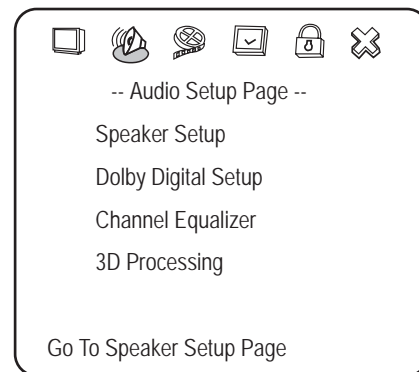 -- Audio Setup Page --
Speaker Setup
Dolby Digital Setup
Channel Equalizer
3D Processing
Go To Speaker Setup Page